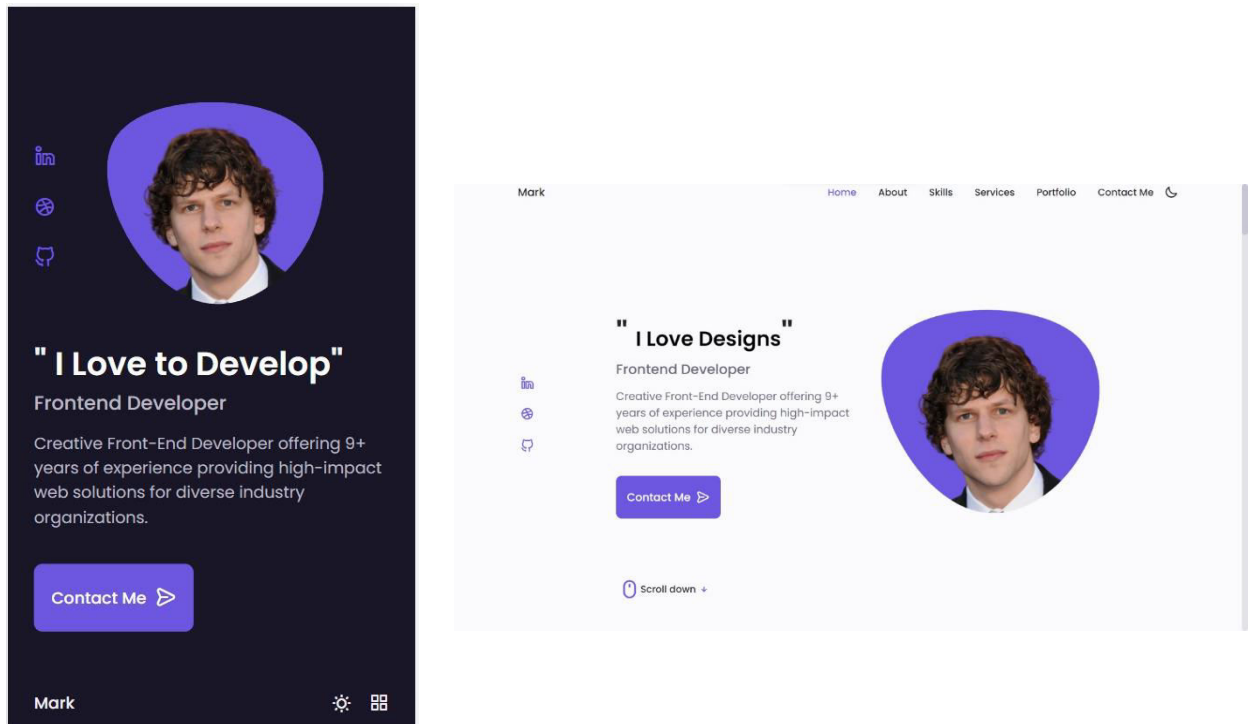 " I Love to Develop"
Frontend Developer
Creative Front-End Developer offering 9+
years of experience providing high-impact
web solutions for diverse industry
organizations.
Contact Me
Mark
Mark
Home About Skills Services Portfolio Contact Me
" I Love Designs"
Frontend Developer
Creative Front-End Developer offering 9+
years of experience providing high-impact
web solutions for diverse industry
organizations.
Contact Me
Scroll down ↓